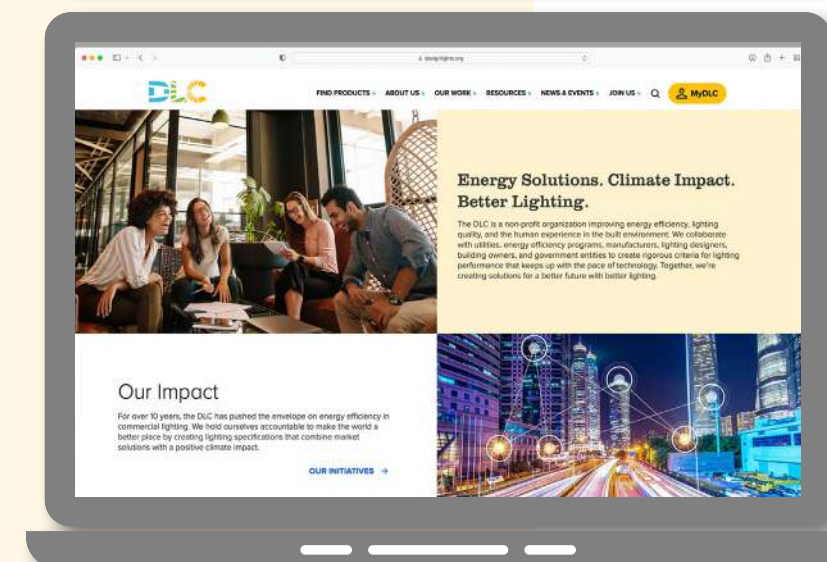 designlights.org
DLC
FIND PRODUCTS ABOUT US OUR WORK RESOURCES NEWS & EVENTS JOIN US MyDLC
Energy Solutions. Climate Impact.
Better Lighting.
The DLC is a non-profit organization improving energy efficiency, lighting
quality, and the human experience in the built environment. We collaborate
with utilities, energy efficiency programs, manufacturers, lighting designers,
building owners, and government entities to create rigorous criteria for lighting
performance that keeps up with the pace of technology. Together, we're
creating solutions for a better future with better lighting.
Our Impact
For over 10 years, the DLC has pushed the envelope on energy efficiency in
commercial lighting. We hold ourselves accountable to make the world a
better place by creating lighting specifications that combine market
solutions with a positive climate impact.
OUR INITIATIVES →